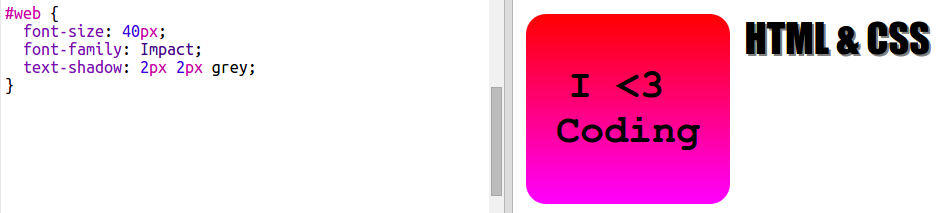 #web {
  font-size: 40px;
  font-family: Impact;
  text-shadow: 2px 2px grey;
}
I <3
Coding
HTML & CSS